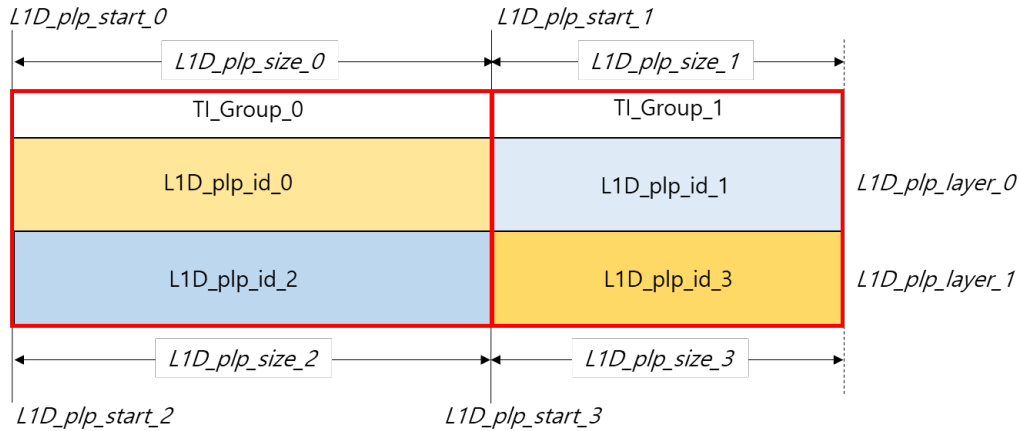 L1D_plp_start_0 L1D_plp_start_1
L1D_plp_size_0 L1D_plp_size_1
TI_Group_0 TI_Group_1
L1D_plp_id_0 L1D_plp_id_1 L1D_plp_layer_0
L1D_plp_id_2 L1D_plp_id_3 L1D_plp_layer_1
L1D_plp_size_2 L1D_plp_size_3
L1D_plp_start_2 L1D_plp_start_3